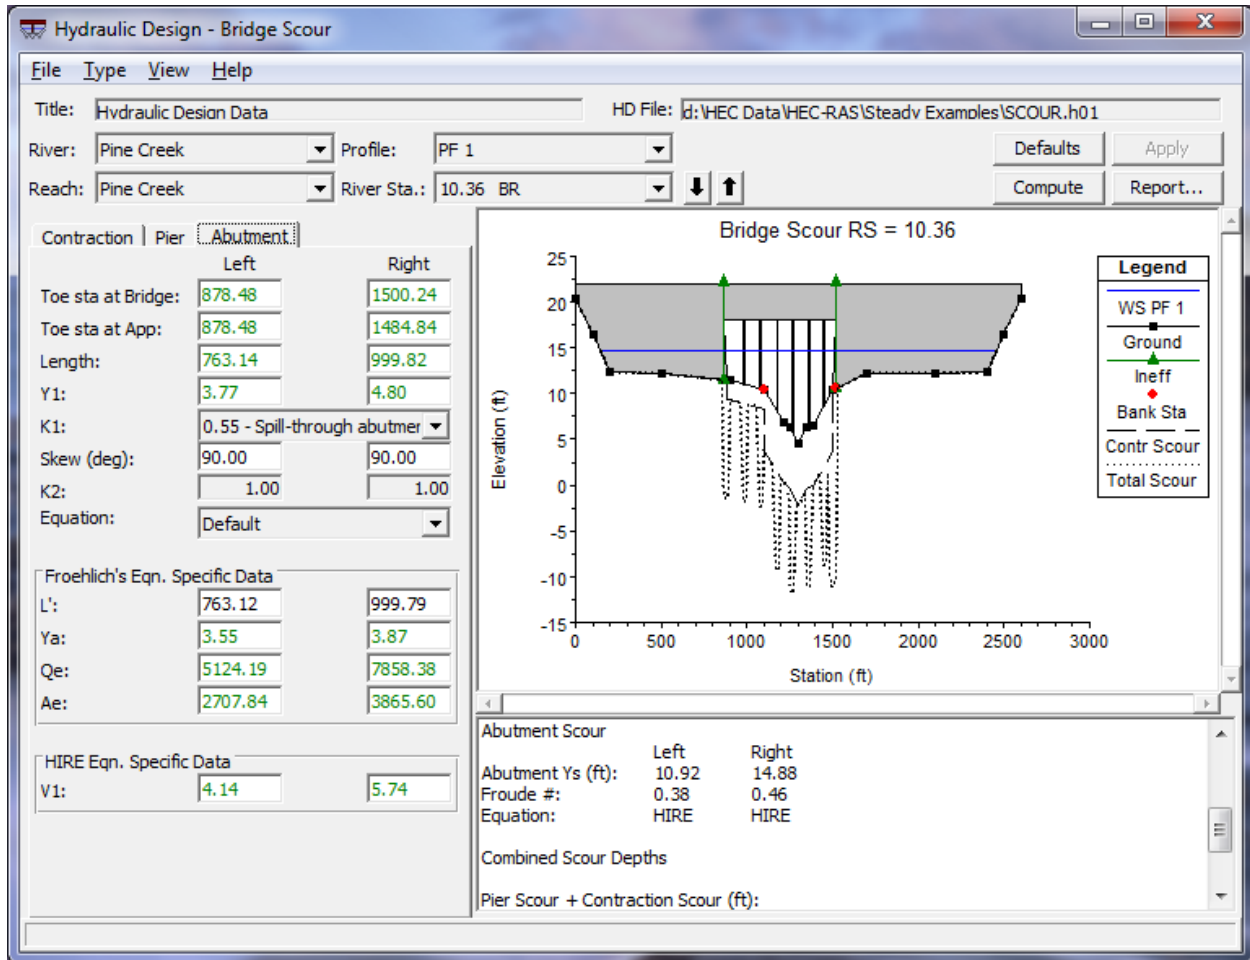 Hydraulic Design - Bridge Scour
File Type View Help
Title: Hydraulic Design Data HD File: d:\HEC Data\HEC-RAS\Steady Examples\SCOUR.h01
River: Pine Creek Profile: PF 1 Defaults Apply
Reach: Pine Creek River Sta.: 10.36 BR Compute Report...
Contraction Pier Abutment
Left Right
Toe sta at Bridge: 878.48 1500.24
Toe sta at App: 878.48 1484.84
Length: 763.14 999.82
Y1: 3.77 4.80
K1: 0.55 - Spill-through abutmer
Skew (deg): 90.00 90.00
K2: 1.00 1.00
Equation: Default
Froehlich's Eqn. Specific Data
L': 763.12 999.79
Ya: 3.55 3.87
Qe: 5124.19 7858.38
Ae: 2707.84 3865.60
HIRE Eqn. Specific Data
V1: 4.14 5.74
Bridge Scour RS = 10.36
Elevation (ft)
25
20
15
10
5
0
-5
-10
-15
0 500 1000 1500 2000 2500 3000
Station (ft)
Legend
WS PF 1
Ground
Ineff
Bank Sta
Contr Scour
Total Scour
Abutment Scour
Left Right
Abutment Ys (ft): 10.92 14.88
Froude #: 0.38 0.46
Equation: HIRE HIRE
Combined Scour Depths
Pier Scour + Contraction Scour (ft):